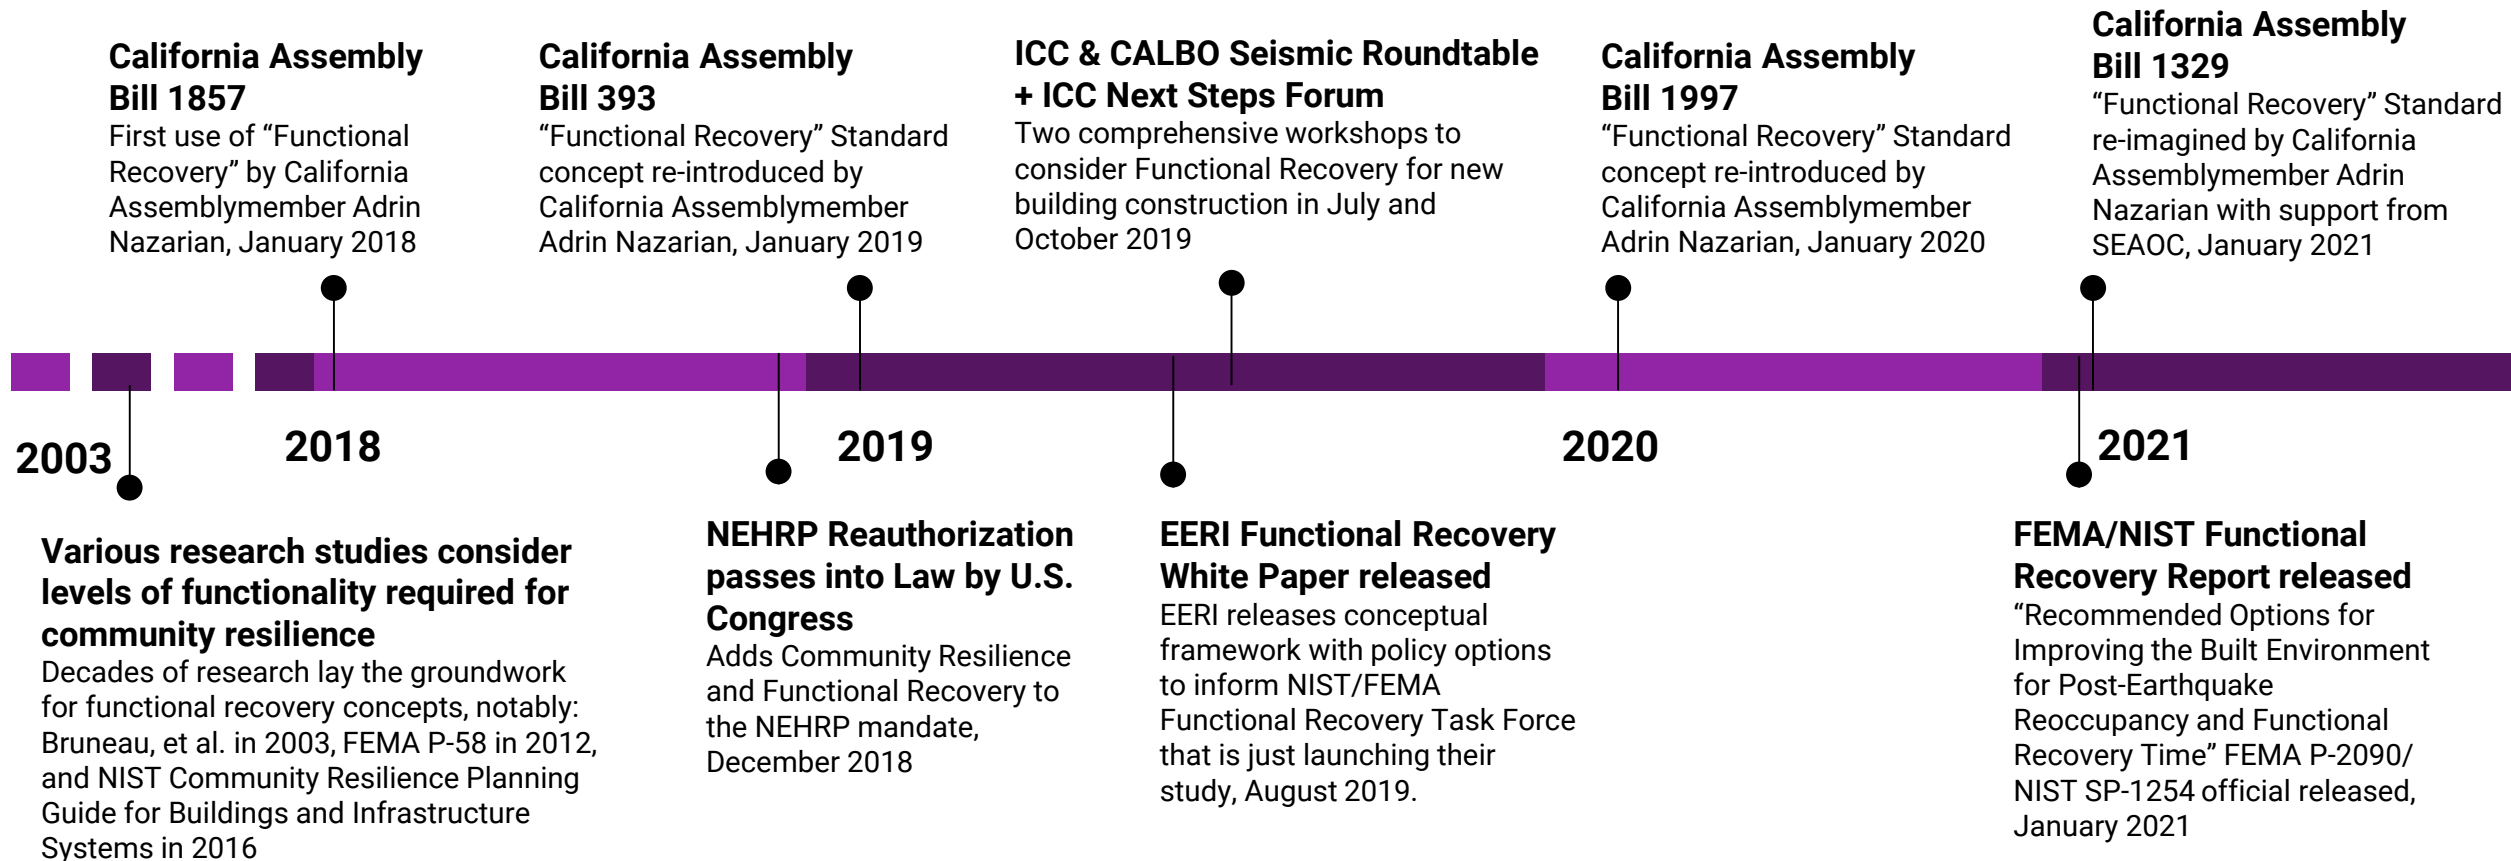 California Assembly
Bill 1857
First use of “Functional
Recovery” by California
Assemblymember Adrin
Nazarian, January 2018
California Assembly
Bill 393
“Functional Recovery” Standard
concept re-introduced by
California Assemblymember
Adrin Nazarian, January 2019
ICC & CALBO Seismic Roundtable
+ ICC Next Steps Forum
Two comprehensive workshops to
consider Functional Recovery for new
building construction in July and
October 2019
California Assembly
Bill 1997
“Functional Recovery” Standard
concept re-introduced by
California Assemblymember
Adrin Nazarian, January 2020
California Assembly
Bill 1329
“Functional Recovery” Standard
re-imagined by California
Assemblymember Adrin
Nazarian with support from
SEAOC, January 2021
2003
2018
2019
2020
2021
Various research studies consider
levels of functionality required for
community resilience
Decades of research lay the groundwork
for functional recovery concepts, notably:
Bruneau, et al. in 2003, FEMA P-58 in 2012,
and NIST Community Resilience Planning
Guide for Buildings and Infrastructure
Systems in 2016
NEHRP Reauthorization
passes into Law by U.S.
Congress
Adds Community Resilience
and Functional Recovery to
the NEHRP mandate,
December 2018
EERI Functional Recovery
White Paper released
EERI releases conceptual
framework with policy options
to inform NIST/FEMA
Functional Recovery Task Force
that is just launching their
study, August 2019.
FEMA/NIST Functional
Recovery Report released
“Recommended Options for
Improving the Built Environment
for Post-Earthquake
Reoccupancy and Functional
Recovery Time” FEMA P-2090/
NIST SP-1254 official released,
January 2021